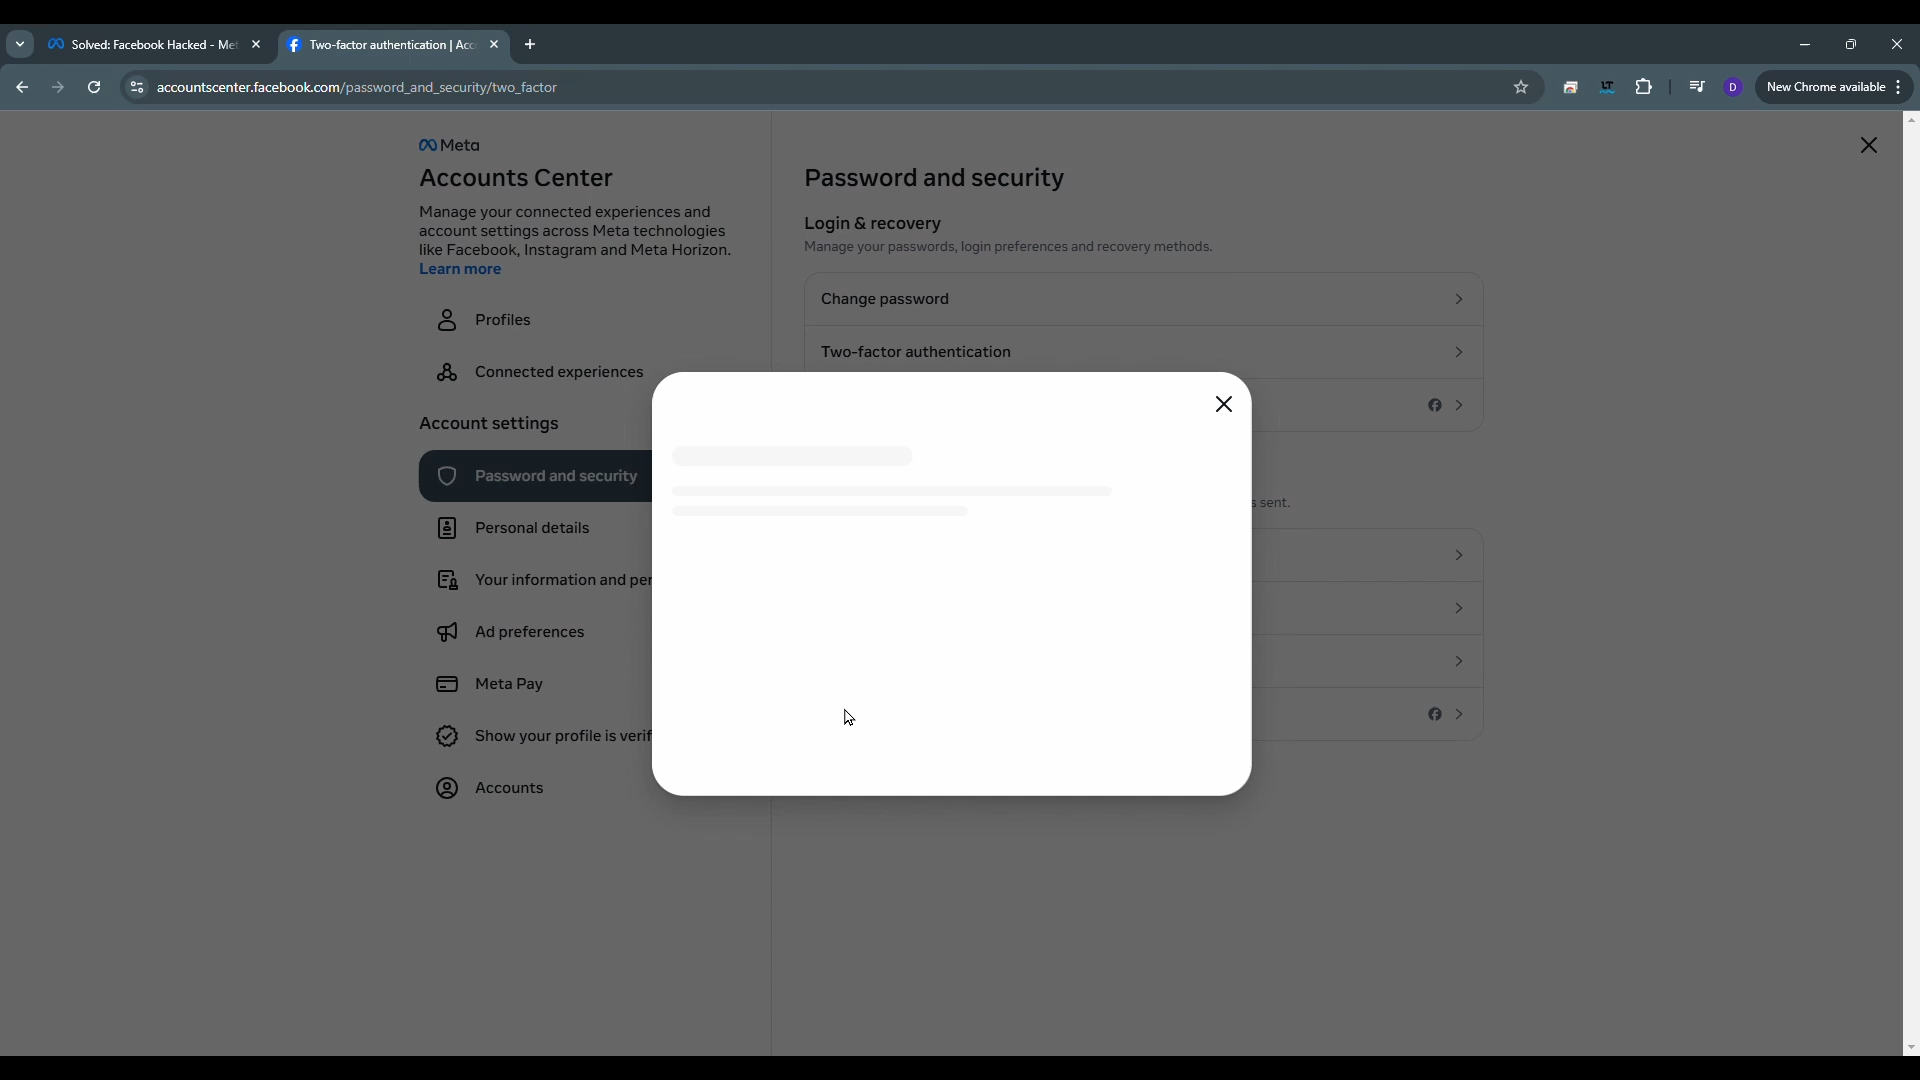 Solved: Facebook Hacked - Me
Two-factor authentication | Acc
accountscenter.facebook.com/password_and_security/two_factor
LT
D
New Chrome available
Meta
Accounts Center
Manage your connected experiences and
account settings across Meta technologies
like Facebook, Instagram and Meta Horizon.
Learn more
Profiles
Connected experiences
Account settings
Password and security
Personal details
Your information and per
Ad preferences
Meta Pay
Show your profile is verif
Accounts
Password and security
Login & recovery
Manage your passwords, login preferences and recovery methods.
Change password
Two-factor authentication
s sent.